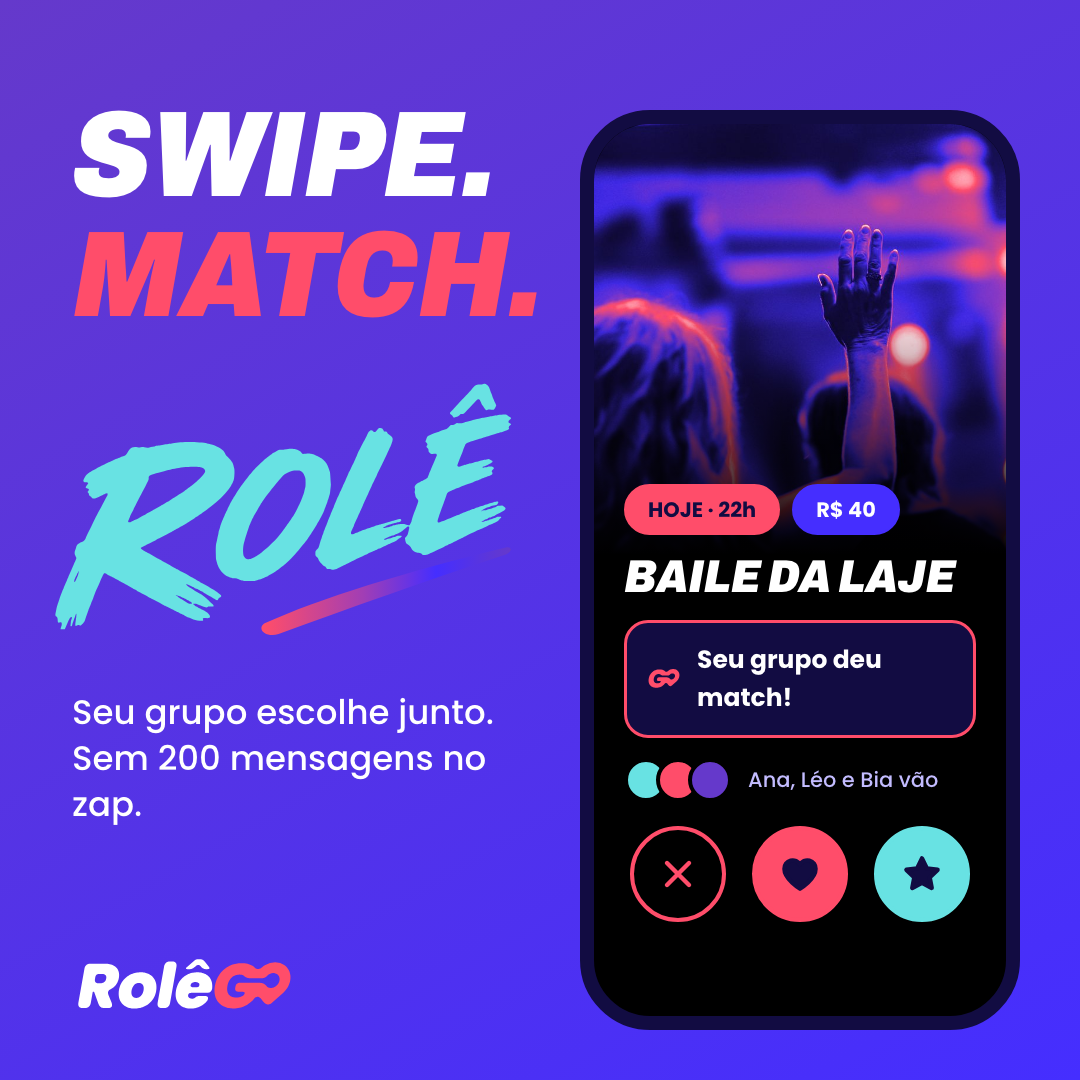 SWIPE.
MATCH.
ROLÊ
Seu grupo escolhe junto.
Sem 200 mensagens no
zap.
RolêGO
HOJE · 22h
R$ 40
BAILE DA LAJE
Seu grupo deu
match!
Ana, Léo e Bia vão